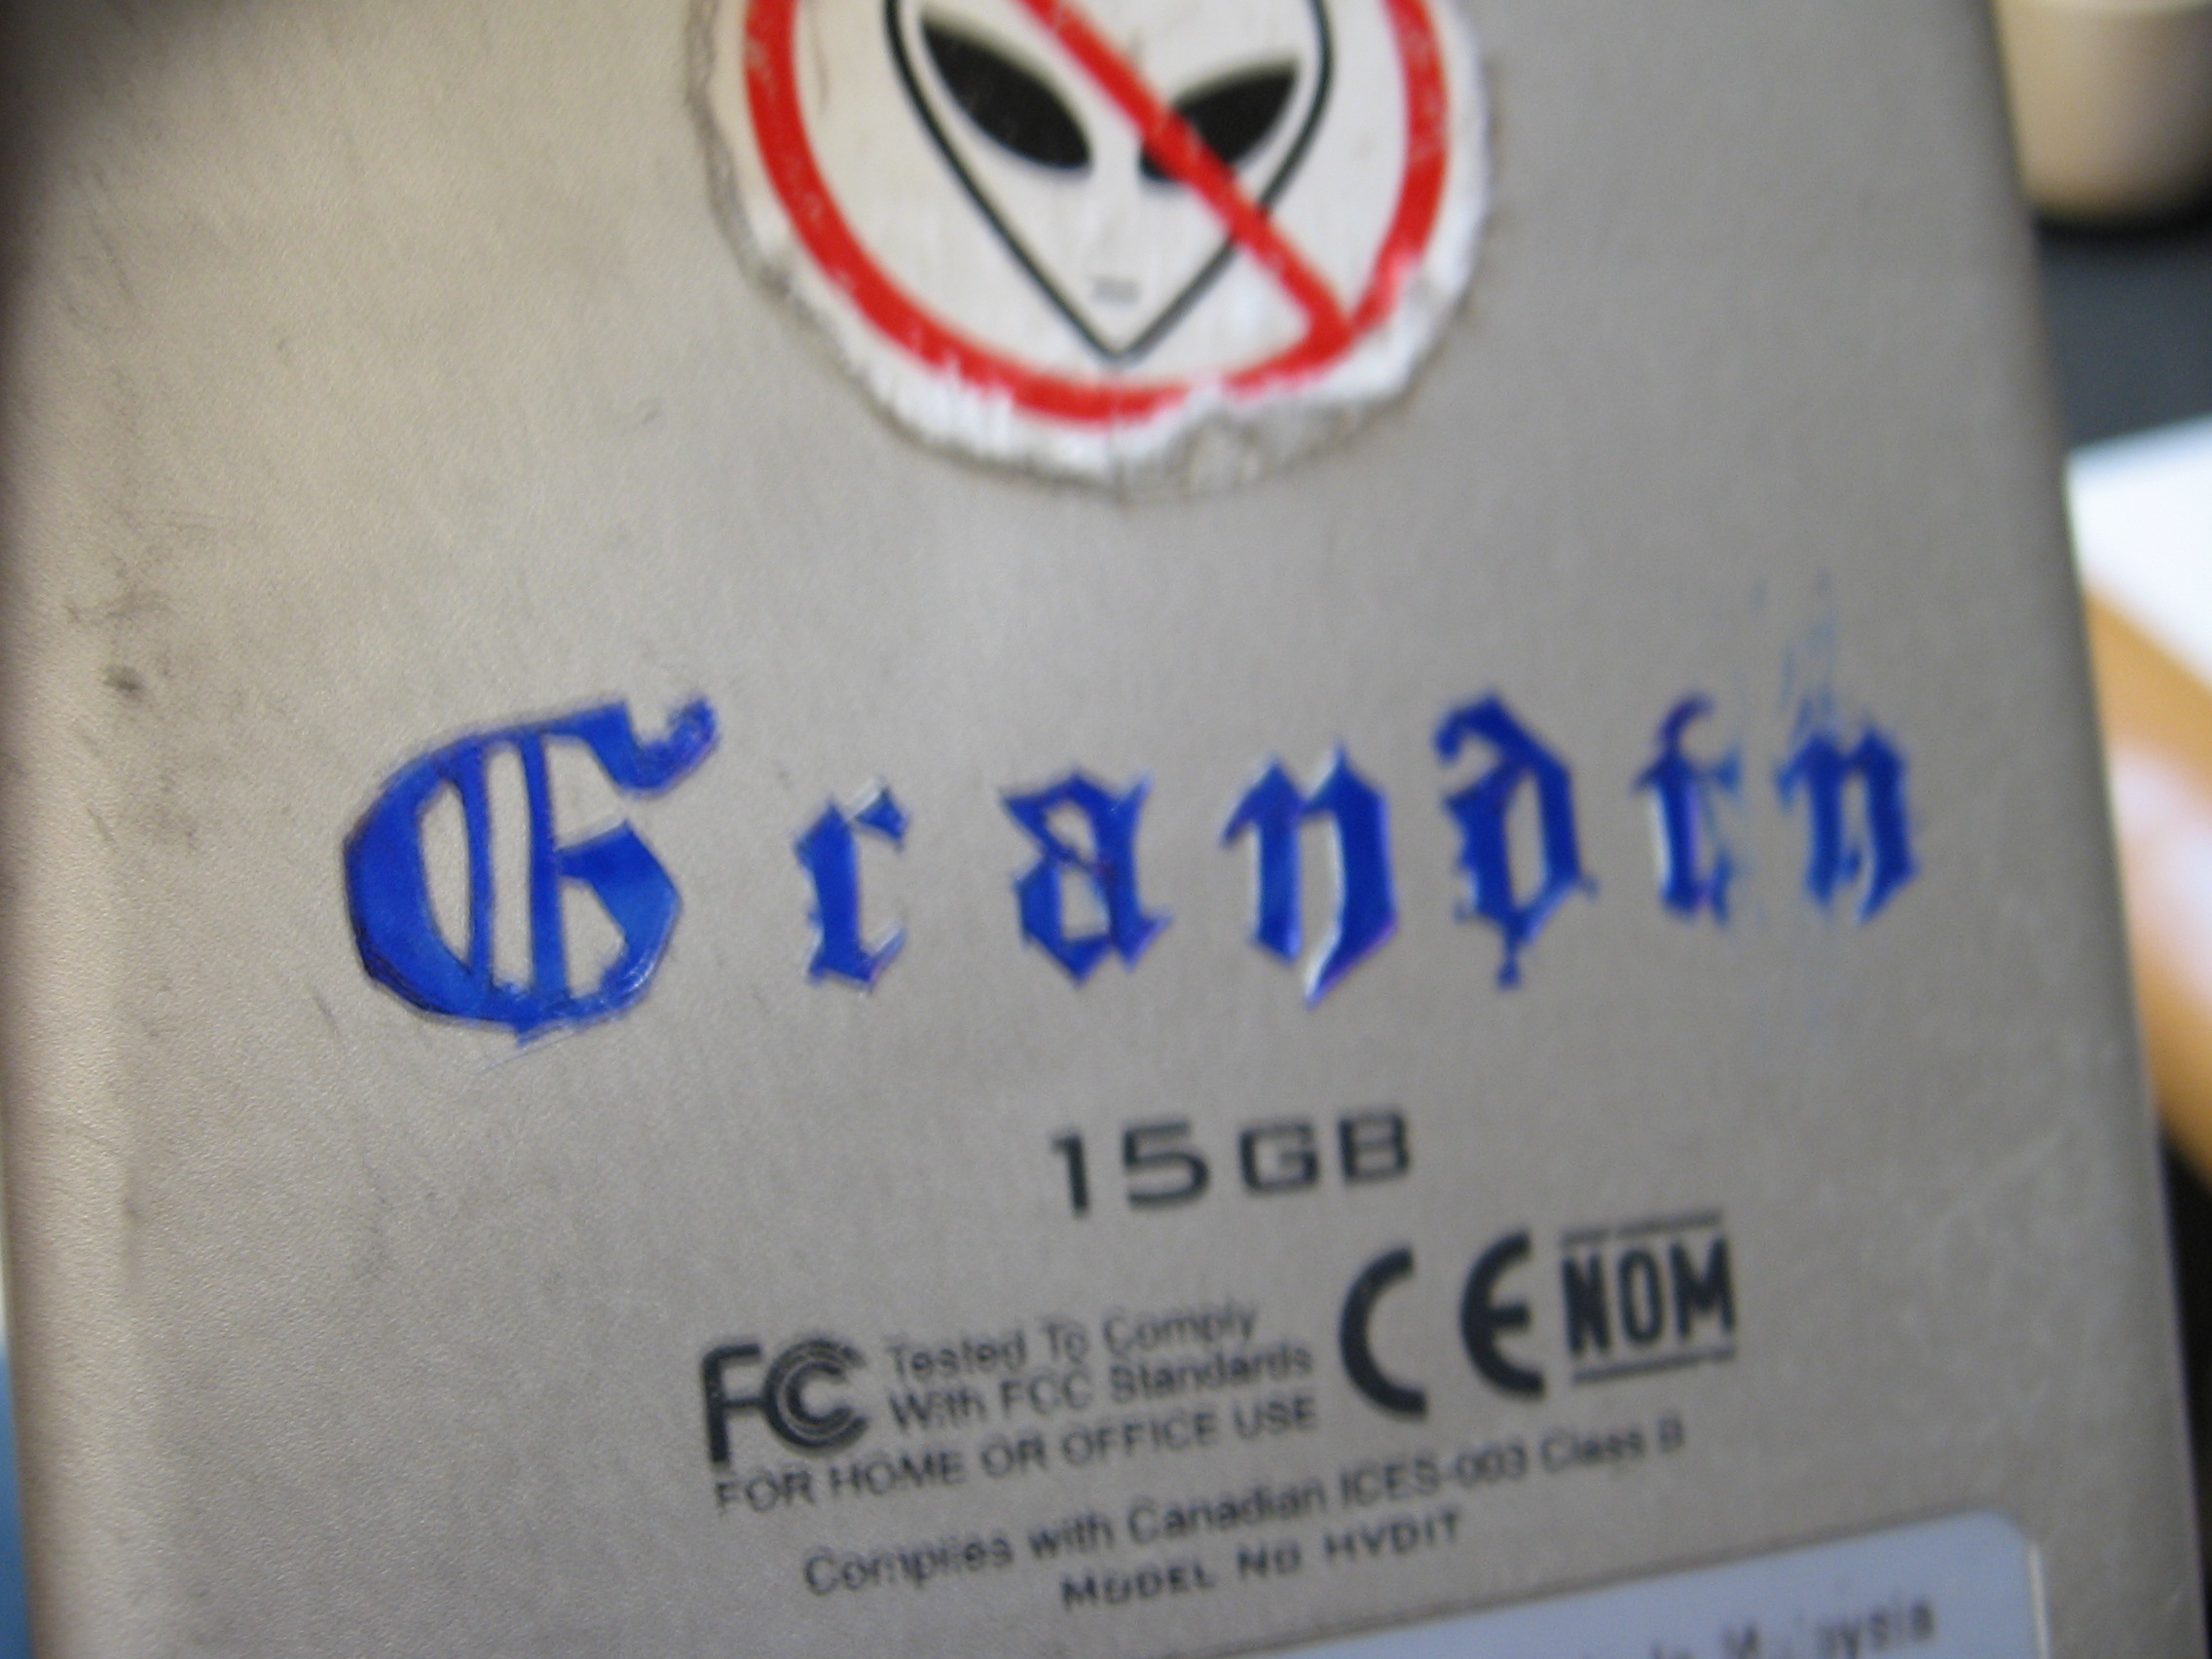 Granden
15GB
FC Tested To Comply
With FCC Standards
FOR HOME OR OFFICE USE
CE NOM
Complies with Canadian ICES-003 Class B
MODEL NO HVDIT